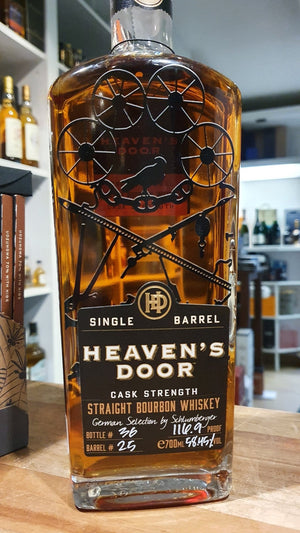 HEAVEN'S
DOOR
HD
SINGLE BARREL
HEAVEN'S
DOOR
CASK STRENGTH
STRAIGHT BOURBON WHISKEY
German Selection by Schlumberger
BOTTLE # 36 116.9 PROOF
BARREL # 25 e700ML 58.45%/VOL